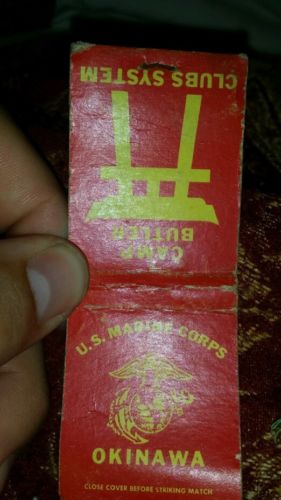 CLUBS SYSTEM
CAMP
BUTLER
U.S. MARINE CORPS
OKINAWA
CLOSE COVER BEFORE STRIKING MATCH